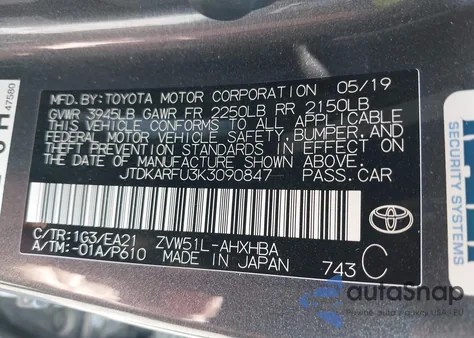 MFD. BY: TOYOTA MOTOR CORPORATION 05/19
GVWR 3945LB GAWR FR 2250LB RR 2150LB
THIS VEHICLE CONFORMS TO ALL APPLICABLE
FEDERAL MOTOR VEHICLE SAFETY, BUMPER, AND
THEFT PREVENTION STANDARDS IN EFFECT ON
THE DATE OF MANUFACTURE SHOWN ABOVE.
JTDKARFU3K3090847 PASS.CAR
C/TR: 1G3/EA21 ZVW51L-AHXHBA
A/TM: -01A/P610 MADE IN JAPAN 743 C
TOYOTA
47580
autoSnap